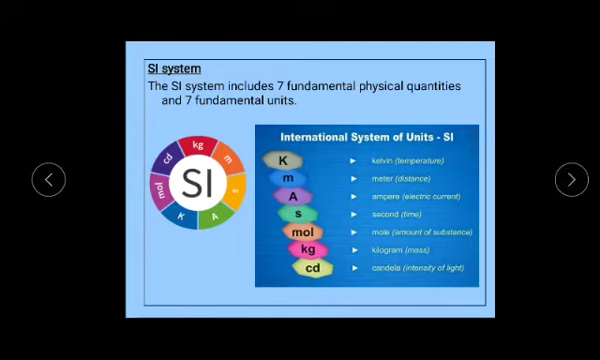 SI system
The SI system includes 7 fundamental physical quantities
and 7 fundamental units.
kg
m
s
A
K
mol
cd
SI
International System of Units - SI
K ► kelvin (temperature)
m ► meter (distance)
A ► ampere (electric current)
s ► second (time)
mol ► mole (amount of substance)
kg ► kilogram (mass)
cd ► candela (intensity of light)